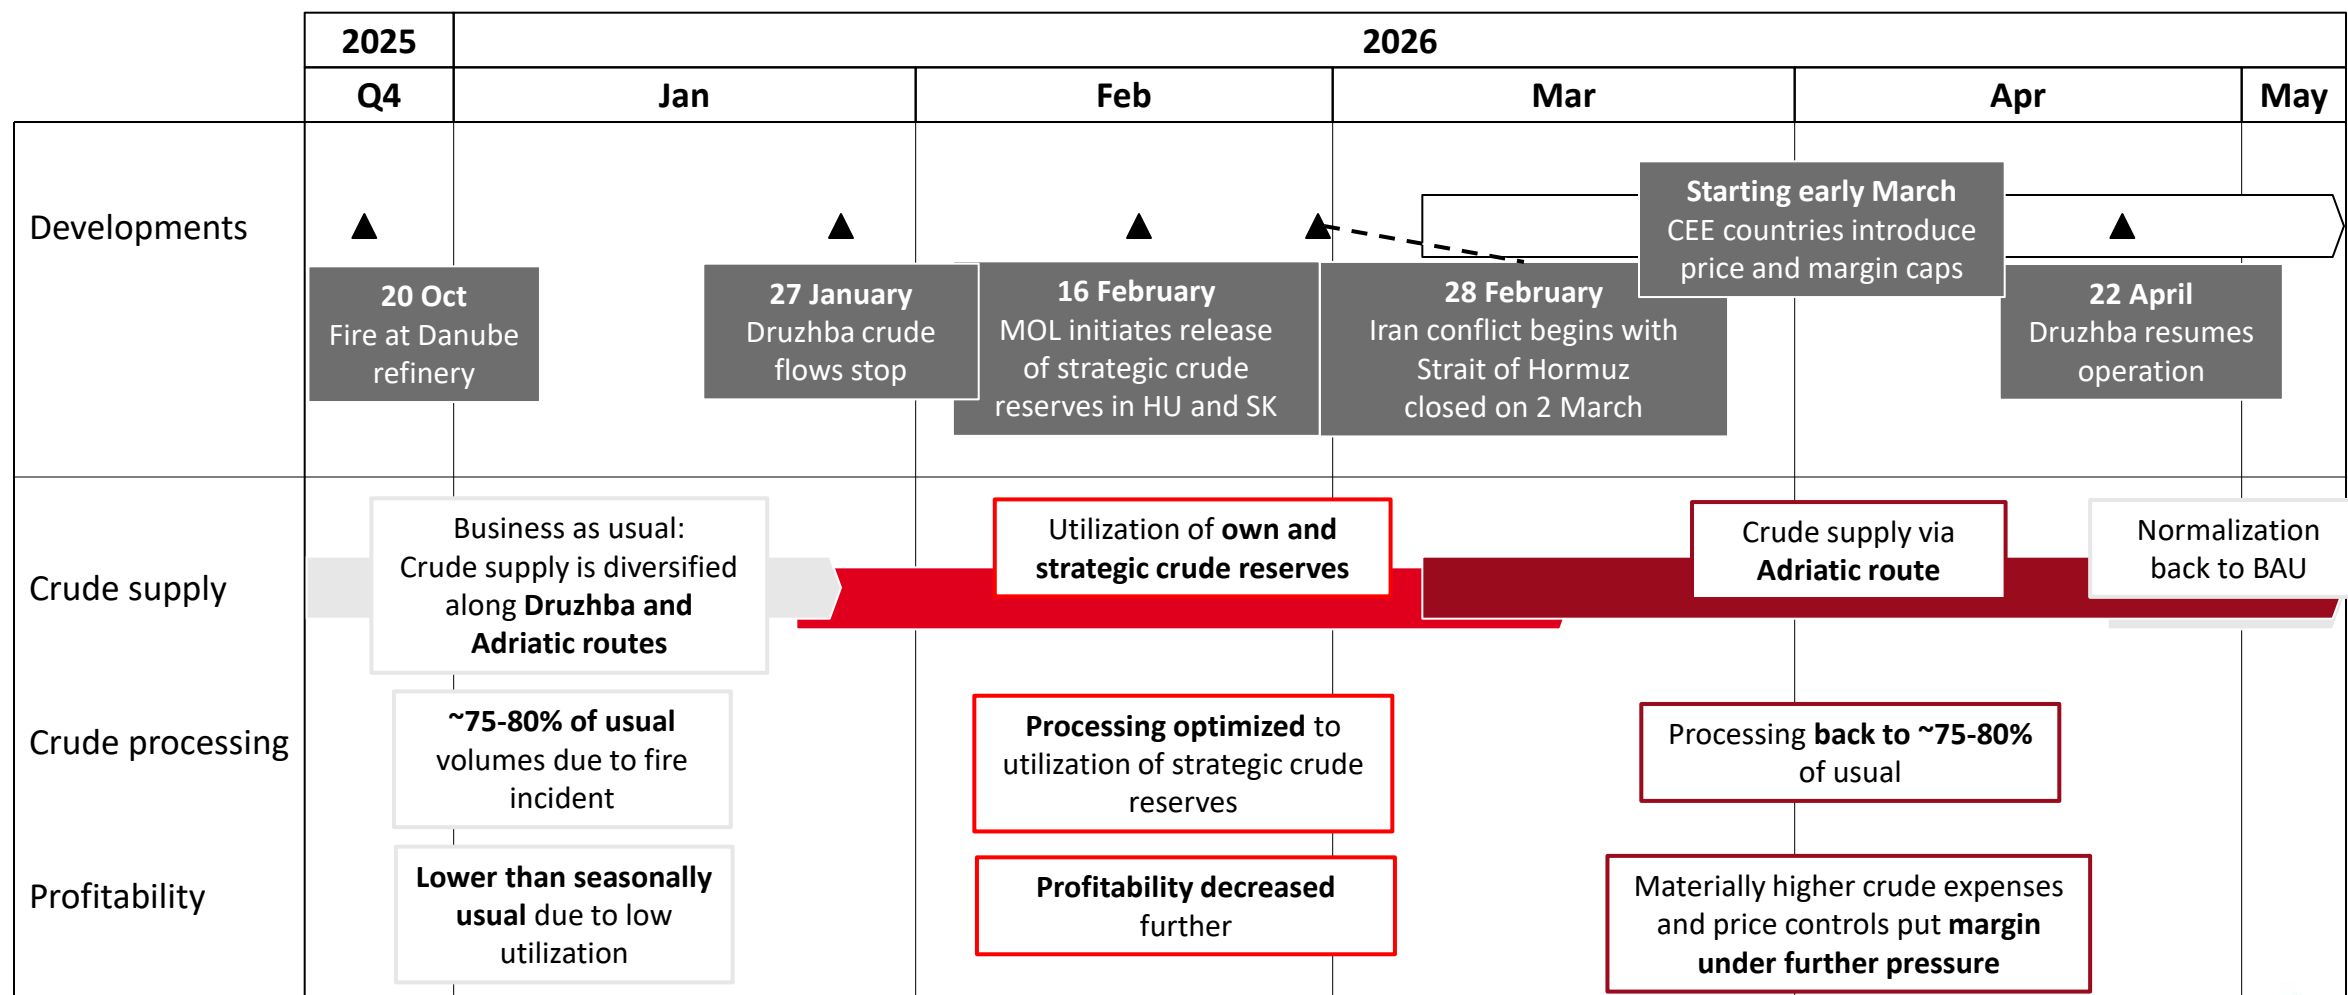 2025
2026
Q4
Jan
Feb
Mar
Apr
May
Developments
20 Oct
Fire at Danube
refinery
27 January
Druzhba crude
flows stop
16 February
MOL initiates release
of strategic crude
reserves in HU and SK
28 February
Iran conflict begins with
Strait of Hormuz
closed on 2 March
Starting early March
CEE countries introduce
price and margin caps
22 April
Druzhba resumes
operation
Crude supply
Business as usual:
Crude supply is diversified
along Druzhba and
Adriatic routes
Utilization of own and
strategic crude reserves
Crude supply via
Adriatic route
Normalization
back to BAU
Crude processing
~75-80% of usual
volumes due to fire
incident
Processing optimized to
utilization of strategic crude
reserves
Processing back to ~75-80%
of usual
Profitability
Lower than seasonally
usual due to low
utilization
Profitability decreased
further
Materially higher crude expenses
and price controls put margin
under further pressure